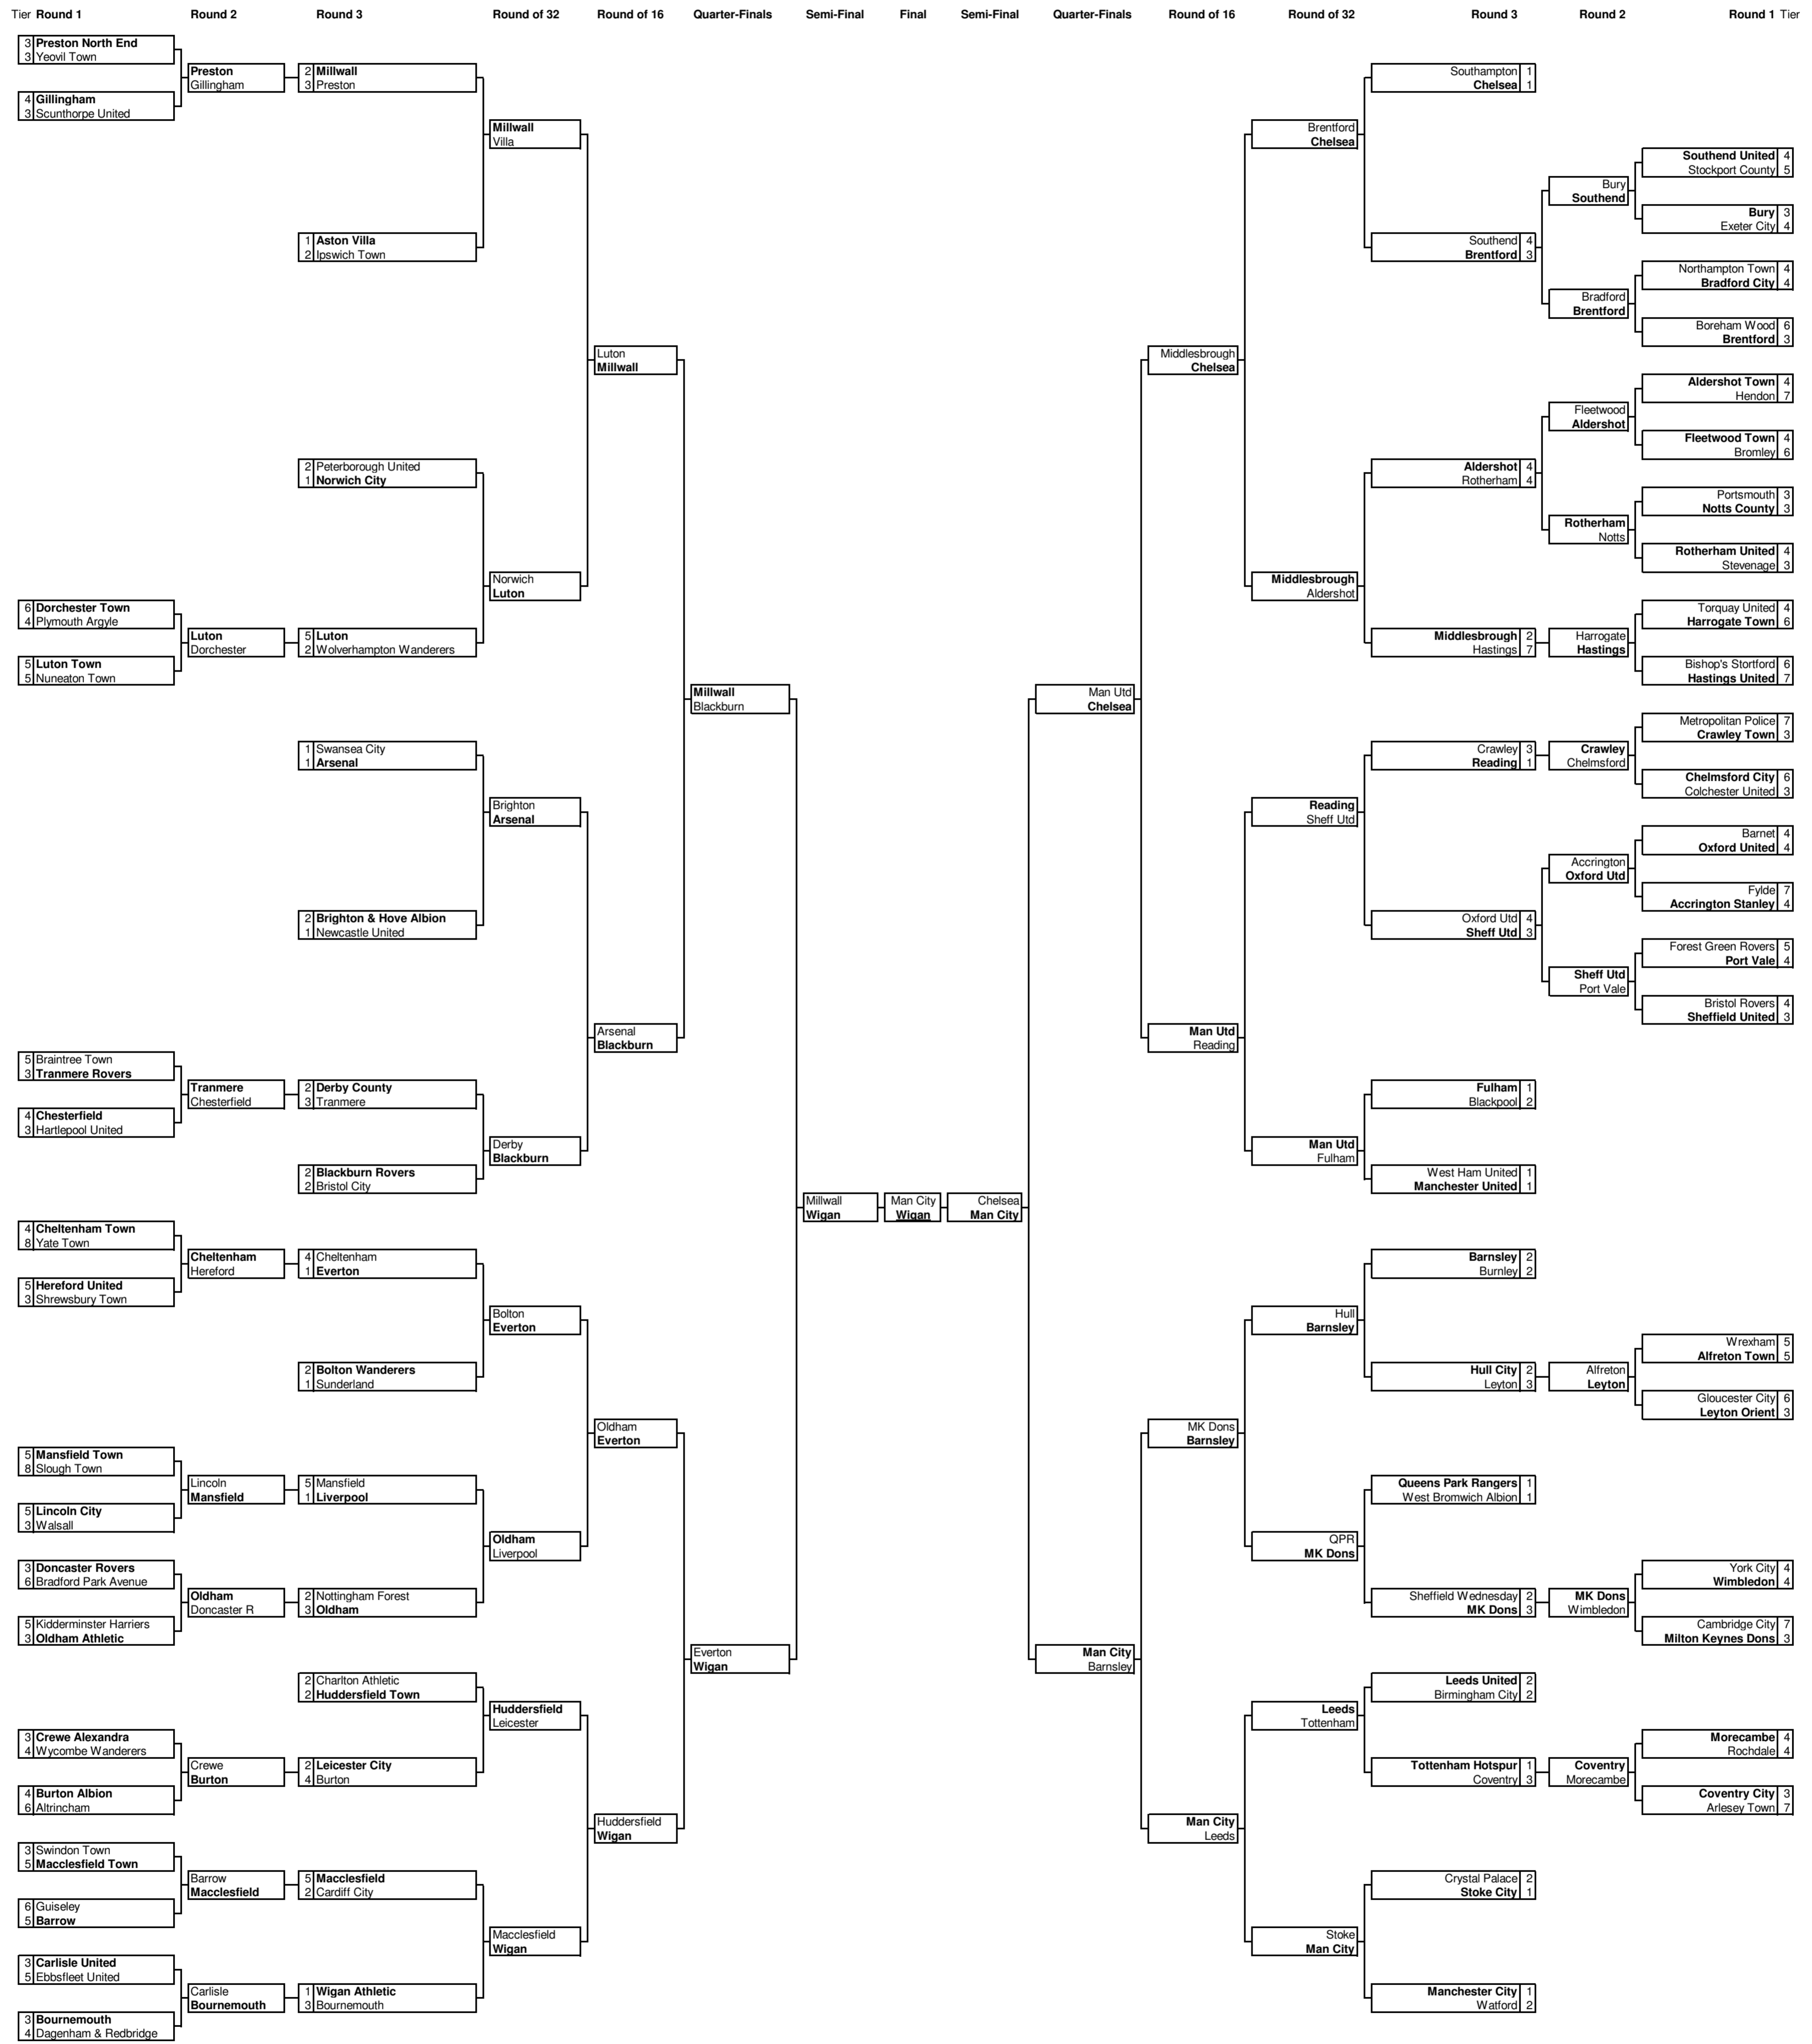 Tier Round 1 Round 2 Round 3 Round of 32 Round of 16 Quarter-Finals Semi-Final Final Semi-Final Quarter-Finals Round of 16 Round of 32 Round 3 Round 2 Round 1 Tier
3 Preston North End
3 Yeovil Town
4 Gillingham
3 Scunthorpe United
6 Dorchester Town
4 Plymouth Argyle
5 Luton Town
5 Nuneaton Town
5 Braintree Town
3 Tranmere Rovers
4 Chesterfield
3 Hartlepool United
4 Cheltenham Town
8 Yate Town
5 Hereford United
3 Shrewsbury Town
5 Mansfield Town
8 Slough Town
5 Lincoln City
3 Walsall
3 Doncaster Rovers
6 Bradford Park Avenue
5 Kidderminster Harriers
3 Oldham Athletic
3 Crewe Alexandra
4 Wycombe Wanderers
4 Burton Albion
6 Altrincham
3 Swindon Town
5 Macclesfield Town
6 Guiseley
5 Barrow
3 Carlisle United
5 Ebbsfleet United
3 Bournemouth
4 Dagenham & Redbridge
Preston
Gillingham
Luton
Dorchester
Tranmere
Chesterfield
Cheltenham
Hereford
Lincoln
Mansfield
Oldham
Doncaster R
Crewe
Burton
Barrow
Macclesfield
Carlisle
Bournemouth
2 Millwall
3 Preston
1 Aston Villa
2 Ipswich Town
2 Peterborough United
1 Norwich City
5 Luton
2 Wolverhampton Wanderers
1 Swansea City
1 Arsenal
2 Brighton & Hove Albion
1 Newcastle United
2 Derby County
3 Tranmere
2 Blackburn Rovers
2 Bristol City
4 Cheltenham
1 Everton
2 Bolton Wanderers
1 Sunderland
5 Mansfield
1 Liverpool
2 Nottingham Forest
3 Oldham
2 Charlton Athletic
2 Huddersfield Town
2 Leicester City
4 Burton
5 Macclesfield
2 Cardiff City
1 Wigan Athletic
3 Bournemouth
Millwall
Villa
Norwich
Luton
Brighton
Arsenal
Derby
Blackburn
Bolton
Everton
Oldham
Liverpool
Huddersfield
Leicester
Macclesfield
Wigan
Luton
Millwall
Arsenal
Blackburn
Oldham
Everton
Huddersfield
Wigan
Millwall
Blackburn
Everton
Wigan
Millwall
Wigan
Man City
Wigan
Chelsea
Man City
Man Utd
Chelsea
Man City
Barnsley
Middlesbrough
Chelsea
Man Utd
Reading
MK Dons
Barnsley
Man City
Leeds
Brentford
Chelsea
Middlesbrough
Aldershot
Reading
Sheff Utd
Man Utd
Fulham
Hull
Barnsley
QPR
MK Dons
Leeds
Tottenham
Stoke
Man City
Southampton 1
Chelsea 1
Southend 4
Brentford 3
Aldershot 4
Rotherham 4
Middlesbrough 2
Hastings 7
Crawley 3
Reading 1
Oxford Utd 4
Sheff Utd 3
Fulham 1
Blackpool 2
West Ham United 1
Manchester United 1
Barnsley 2
Burnley 2
Hull City 2
Leyton 3
Queens Park Rangers 1
West Bromwich Albion 1
Sheffield Wednesday 2
MK Dons 3
Leeds United 2
Birmingham City 2
Tottenham Hotspur 1
Coventry 3
Crystal Palace 2
Stoke City 1
Manchester City 1
Watford 2
Bury
Southend
Bradford
Brentford
Fleetwood
Aldershot
Rotherham
Notts
Harrogate
Hastings
Crawley
Chelmsford
Accrington
Oxford Utd
Sheff Utd
Port Vale
Alfreton
Leyton
MK Dons
Wimbledon
Coventry
Morecambe
Southend United 4
Stockport County 5
Bury 3
Exeter City 4
Northampton Town 4
Bradford City 4
Boreham Wood 6
Brentford 3
Aldershot Town 4
Hendon 7
Fleetwood Town 4
Bromley 6
Portsmouth 3
Notts County 3
Rotherham United 4
Stevenage 3
Torquay United 4
Harrogate Town 6
Bishop's Stortford 6
Hastings United 7
Metropolitan Police 7
Crawley Town 3
Chelmsford City 6
Colchester United 3
Barnet 4
Oxford United 4
Fylde 7
Accrington Stanley 4
Forest Green Rovers 5
Port Vale 4
Bristol Rovers 4
Sheffield United 3
Wrexham 5
Alfreton Town 5
Gloucester City 6
Leyton Orient 3
York City 4
Wimbledon 4
Cambridge City 7
Milton Keynes Dons 3
Morecambe 4
Rochdale 4
Coventry City 3
Arlesey Town 7